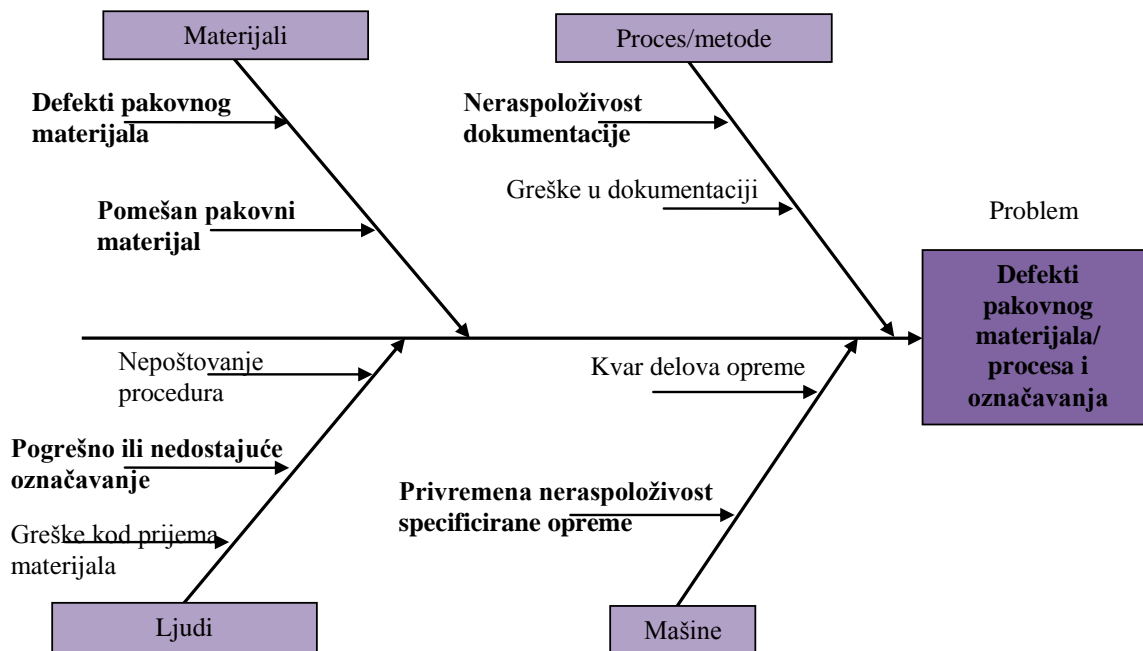 Materijali
Proces/metode
Defekti pakovnog
materijala
Neraspoloživost
dokumentacije
Greške u dokumentaciji
Pomešan pakovni
materijal
Problem
Defekti
pakovnog
materijala/
procesa i
označavanja
Nepoštovanje
procedura
Kvar delova opreme
Pogrešno ili nedostajuće
označavanje
Privremena neraspoloživost
specificirane opreme
Greške kod prijema
materijala
Ljudi
Mašine